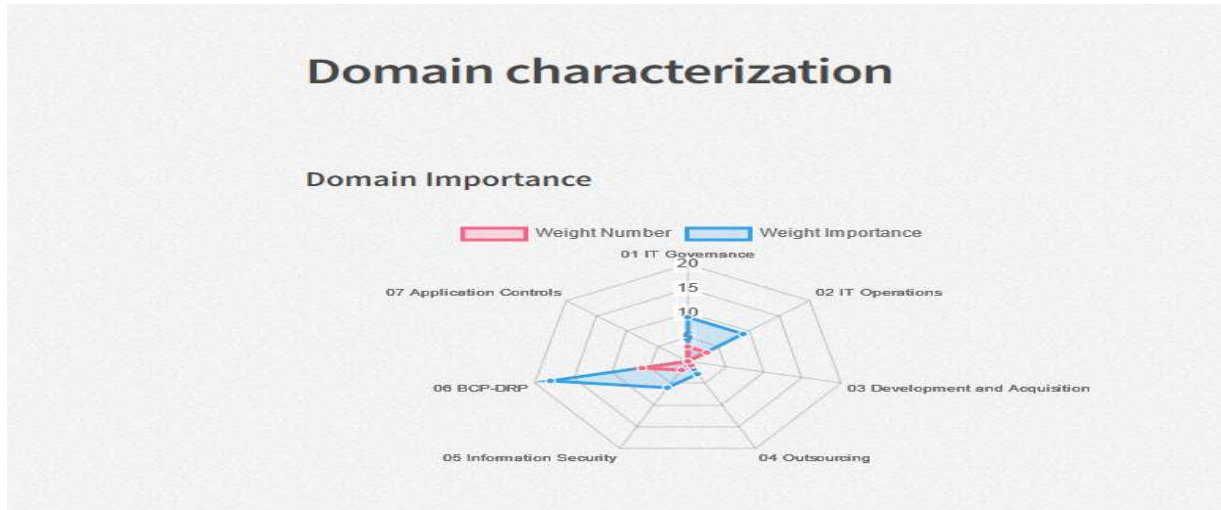 Domain characterization
Domain Importance
Weight Number Weight Importance
01 IT Governance
20
15
10
07 Application Controls
02 IT Operations
06 BCP-DRP
03 Development and Acquisition
05 Information Security
04 Outsourcing